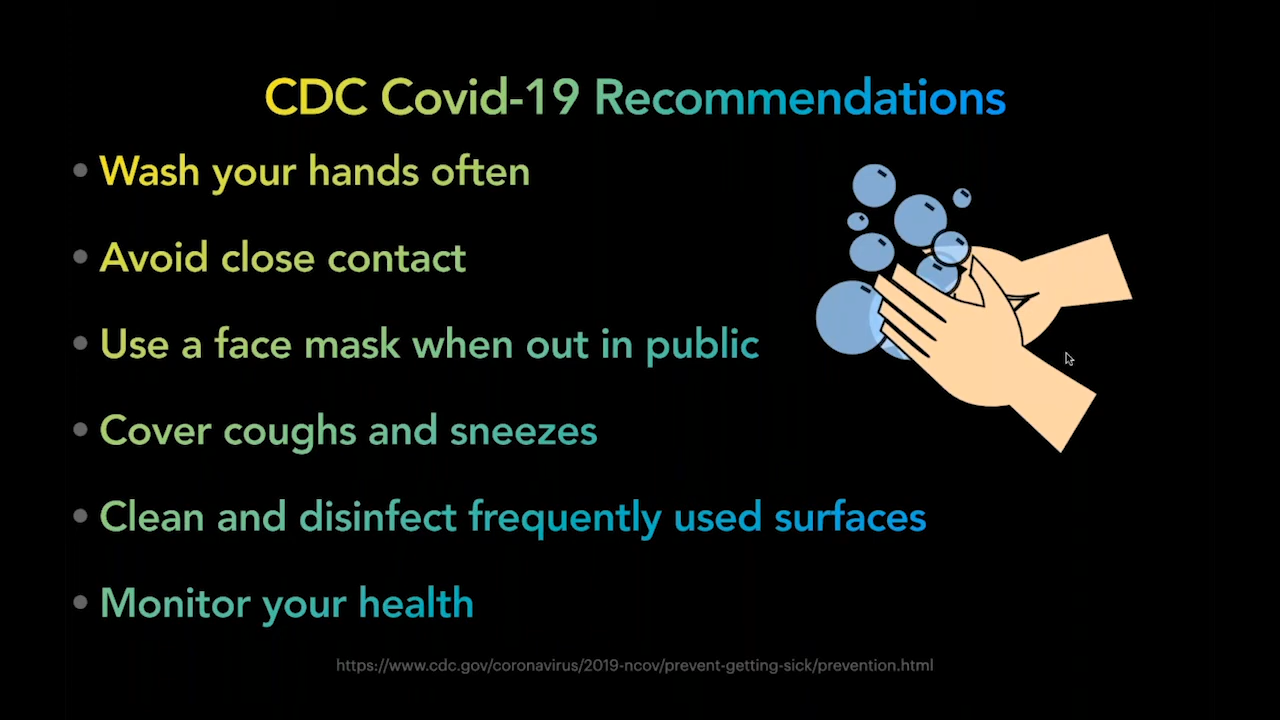 CDC Covid-19 Recommendations
• Wash your hands often
• Avoid close contact
• Use a face mask when out in public
• Cover coughs and sneezes
• Clean and disinfect frequently used surfaces
• Monitor your health
https://www.cdc.gov/coronavirus/2019-ncov/prevent-getting-sick/prevention.html